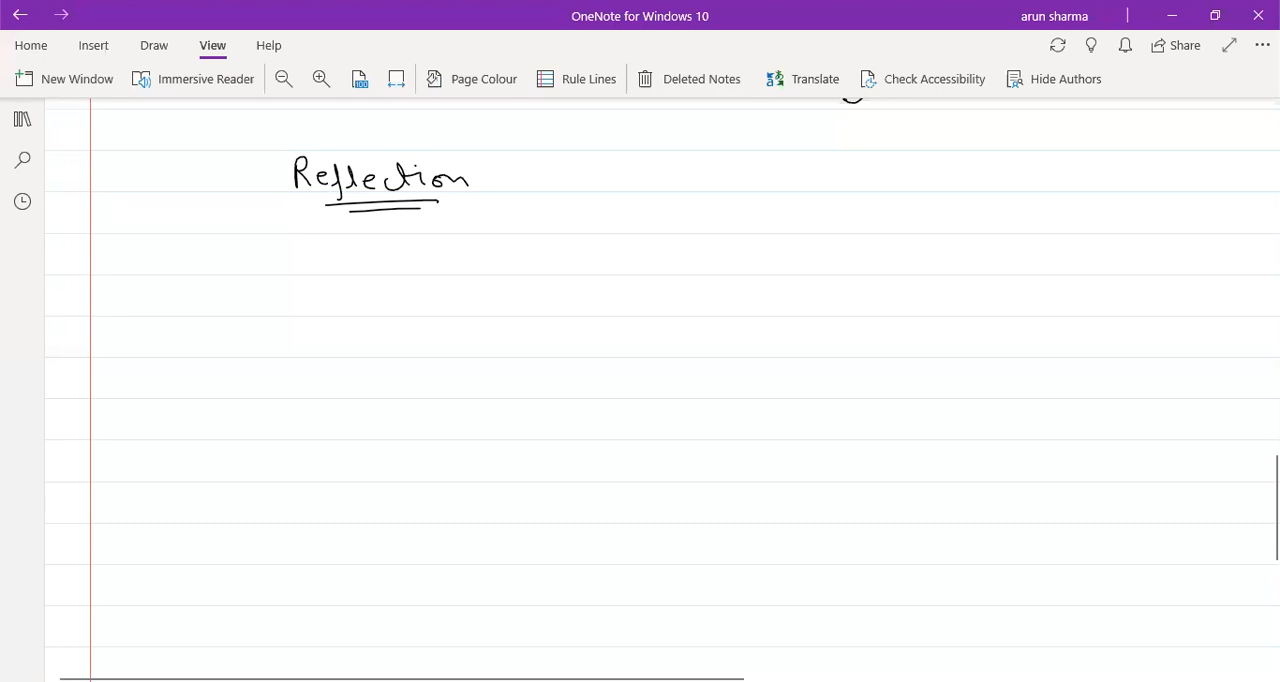 OneNote for Windows 10
arun sharma
Home Insert Draw View Help
Share
New Window Immersive Reader Page Colour Rule Lines Deleted Notes Translate Check Accessibility Hide Authors
Reflection